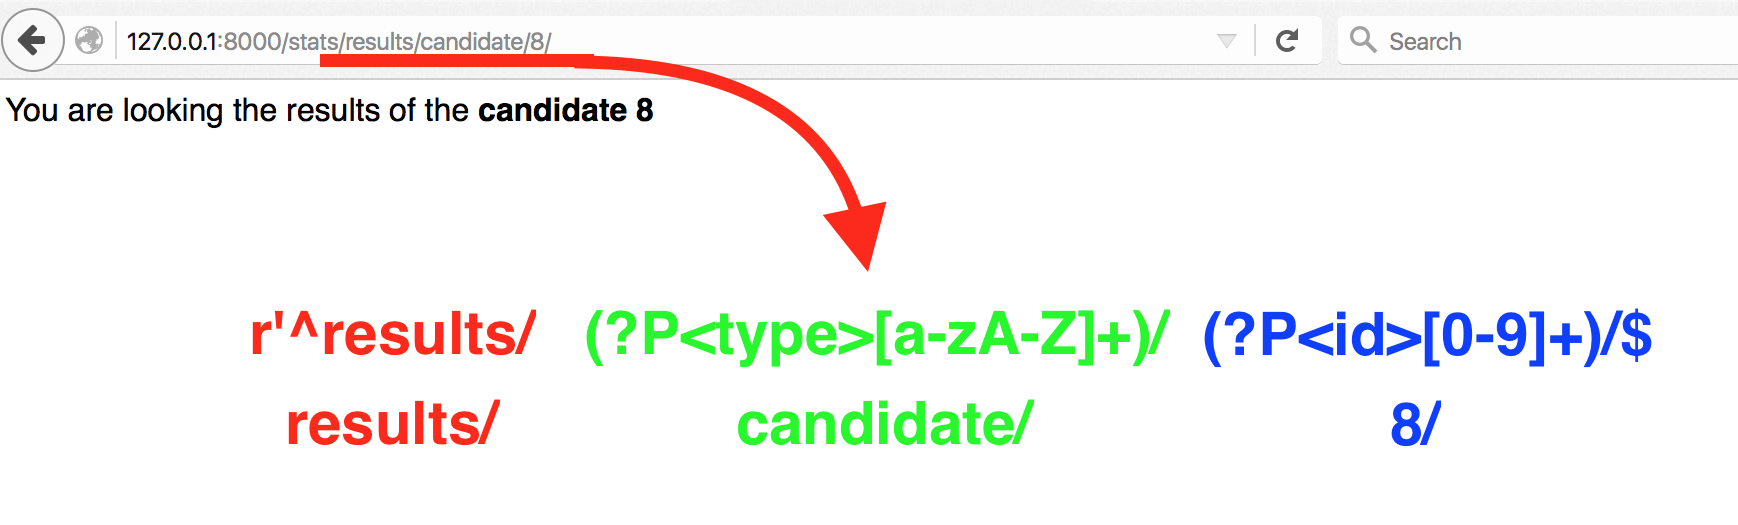 127.0.0.1:8000/stats/results/candidate/8/ Search
You are looking the results of the candidate 8
r'^results/ (?P<type>[a-zA-Z]+)/ (?P<id>[0-9]+)/$
results/ candidate/ 8/